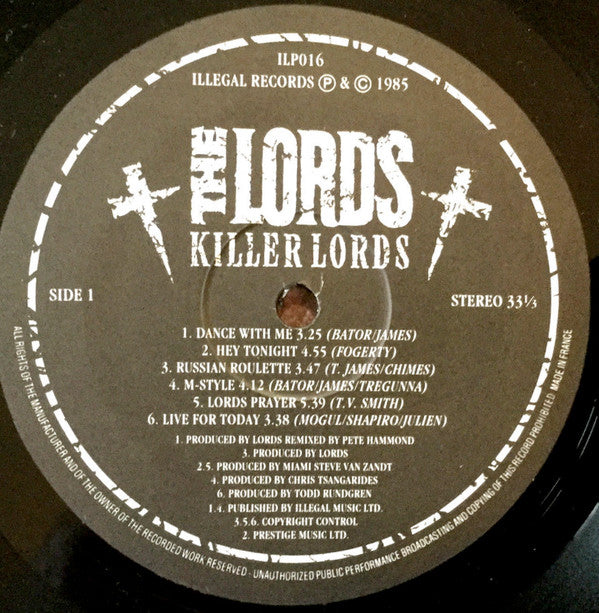 ILP016
ILLEGAL RECORDS Ⓟ & © 1985
THE LORDS
KILLER LORDS
SIDE 1
STEREO 33⅓
1. DANCE WITH ME 3.25 (BATOR/JAMES)
2. HEY TONIGHT 4.55 (FOGERTY)
3. RUSSIAN ROULETTE 3.47 (T. JAMES/CHIMES)
4. M-STYLE 4.12 (BATOR/JAMES/TREGUNNA)
5. LORDS PRAYER 5.39 (T.V. SMITH)
6. LIVE FOR TODAY 3.38 (MOGUL/SHAPIRO/JULIEN)
1. PRODUCED BY LORDS REMIXED BY PETE HAMMOND
3. PRODUCED BY LORDS
2.5. PRODUCED BY MIAMI STEVE VAN ZANDT
4. PRODUCED BY CHRIS TSANGARIDES
6. PRODUCED BY TODD RUNDGREN
1.4. PUBLISHED BY ILLEGAL MUSIC LTD.
3.5.6. COPYRIGHT CONTROL
2. PRESTIGE MUSIC LTD.
ALL RIGHTS OF THE MANUFACTURER AND OF THE OWNER OF THE RECORDED WORK RESERVED - UNAUTHORIZED PUBLIC PERFORMANCE BROADCASTING AND COPYING OF THIS RECORD PROHIBITED. MADE IN FRANCE